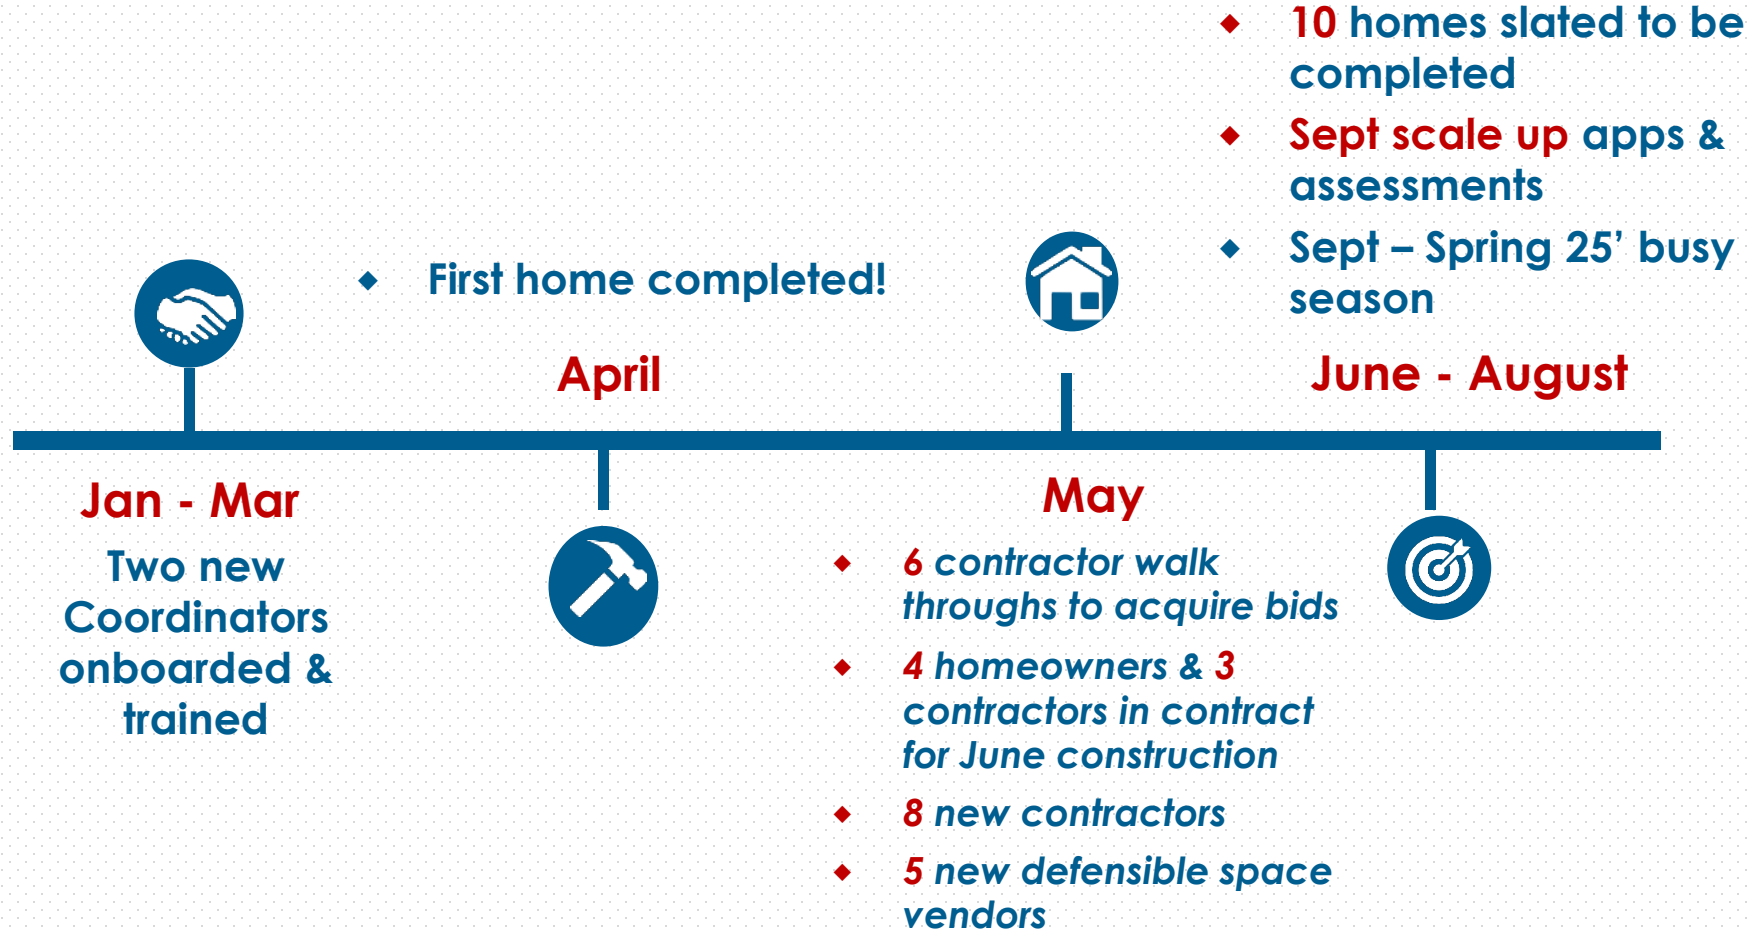 Jan - Mar
Two new
Coordinators
onboarded &
trained
First home completed!
April
May
6 contractor walk
throughs to acquire bids
4 homeowners & 3
contractors in contract
for June construction
8 new contractors
5 new defensible space
vendors
10 homes slated to be
completed
Sept scale up apps &
assessments
Sept – Spring 25’ busy
season
June - August